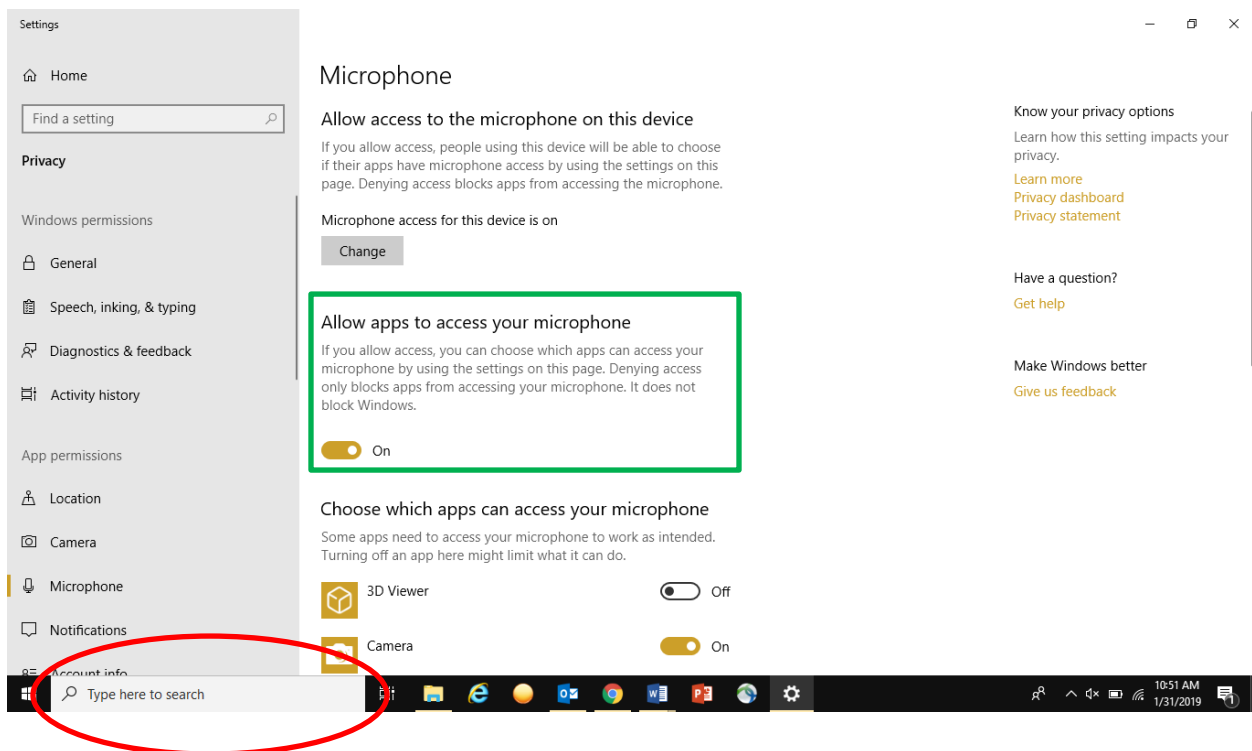 Settings
Home
Find a setting
Privacy
Windows permissions
General
Speech, inking, & typing
Diagnostics & feedback
Activity history
App permissions
Location
Camera
Microphone
Notifications
Account info
Microphone
Allow access to the microphone on this device
If you allow access, people using this device will be able to choose
if their apps have microphone access by using the settings on this
page. Denying access blocks apps from accessing the microphone.
Microphone access for this device is on
Change
Allow apps to access your microphone
If you allow access, you can choose which apps can access your
microphone by using the settings on this page. Denying access
only blocks apps from accessing your microphone. It does not
block Windows.
On
Choose which apps can access your microphone
Some apps need to access your microphone to work as intended.
Turning off an app here might limit what it can do.
3D Viewer Off
Camera On
Know your privacy options
Learn how this setting impacts your
privacy.
Learn more
Privacy dashboard
Privacy statement
Have a question?
Get help
Make Windows better
Give us feedback
Type here to search
10:51 AM
1/31/2019